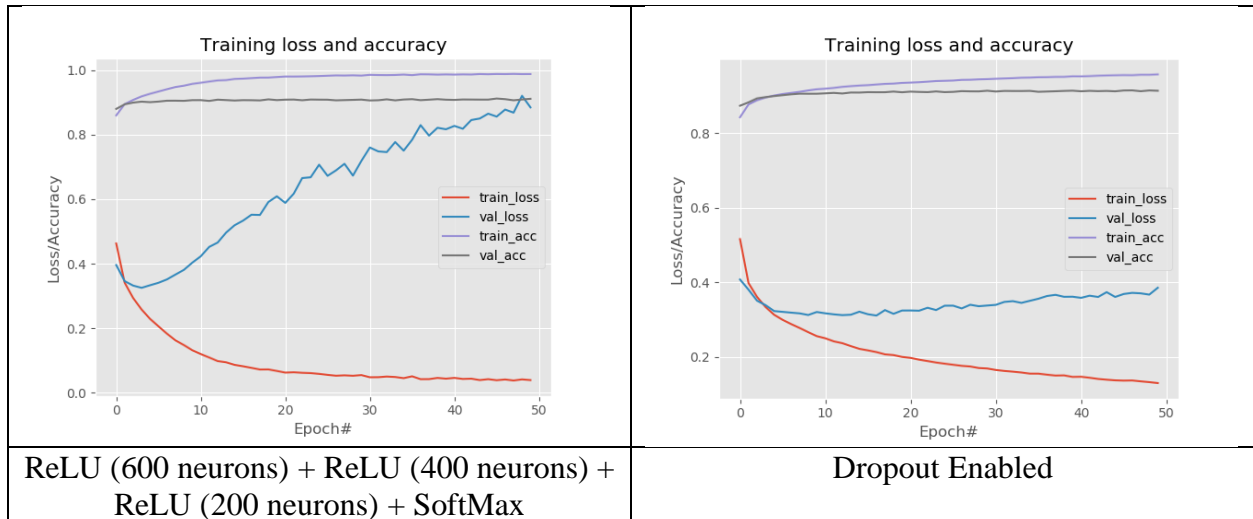 Training loss and accuracy
1.0
0.8
0.6
0.4
0.2
0.0
Loss/Accuracy
train_loss
val_loss
train_acc
val_acc
0
10
20
30
40
50
Epoch#
Training loss and accuracy
0.8
0.6
0.4
0.2
Loss/Accuracy
train_loss
val_loss
train_acc
val_acc
0
10
20
30
40
50
Epoch#
ReLU (600 neurons) + ReLU (400 neurons) +
ReLU (200 neurons) + SoftMax
Dropout Enabled